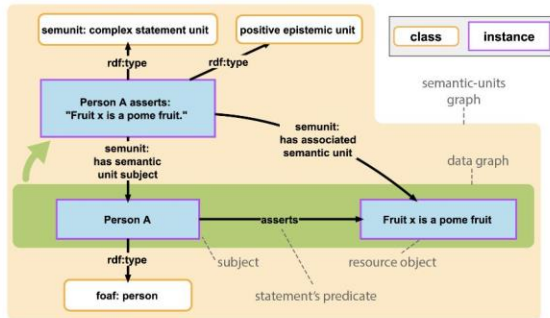 semunit: complex statement unit
positive epistemic unit
class
instance
rdf:type
rdf:type
semantic-units
graph
Person A asserts:
"Fruit x is a pome fruit."
semunit:
has semantic
unit subject
semunit:
has associated
semantic unit
data graph
Person A
asserts
Fruit x is a pome fruit
rdf:type
subject
resource object
statement's predicate
foaf: person